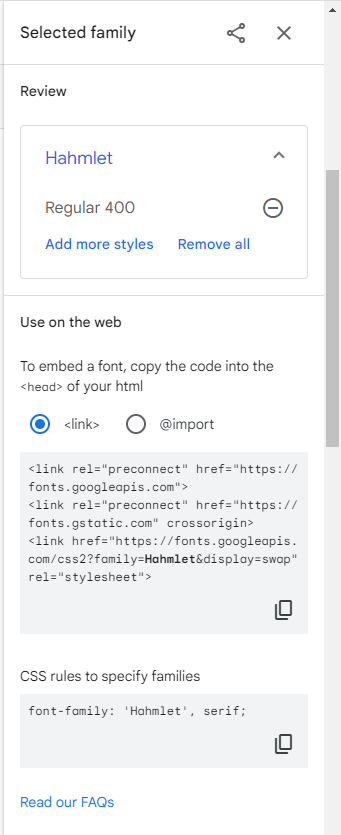 Selected family
Review
Hahmlet
Regular 400
Add more styles Remove all
Use on the web
To embed a font, copy the code into the
<head> of your html
<link> @import
<link rel="preconnect" href="https://
fonts.googleapis.com">
<link rel="preconnect" href="https://
fonts.gstatic.com" crossorigin>
<link href="https://fonts.googleapis.
com/css2?family=Hahmlet&display=swap"
rel="stylesheet">
CSS rules to specify families
font-family: 'Hahmlet', serif;
Read our FAQs